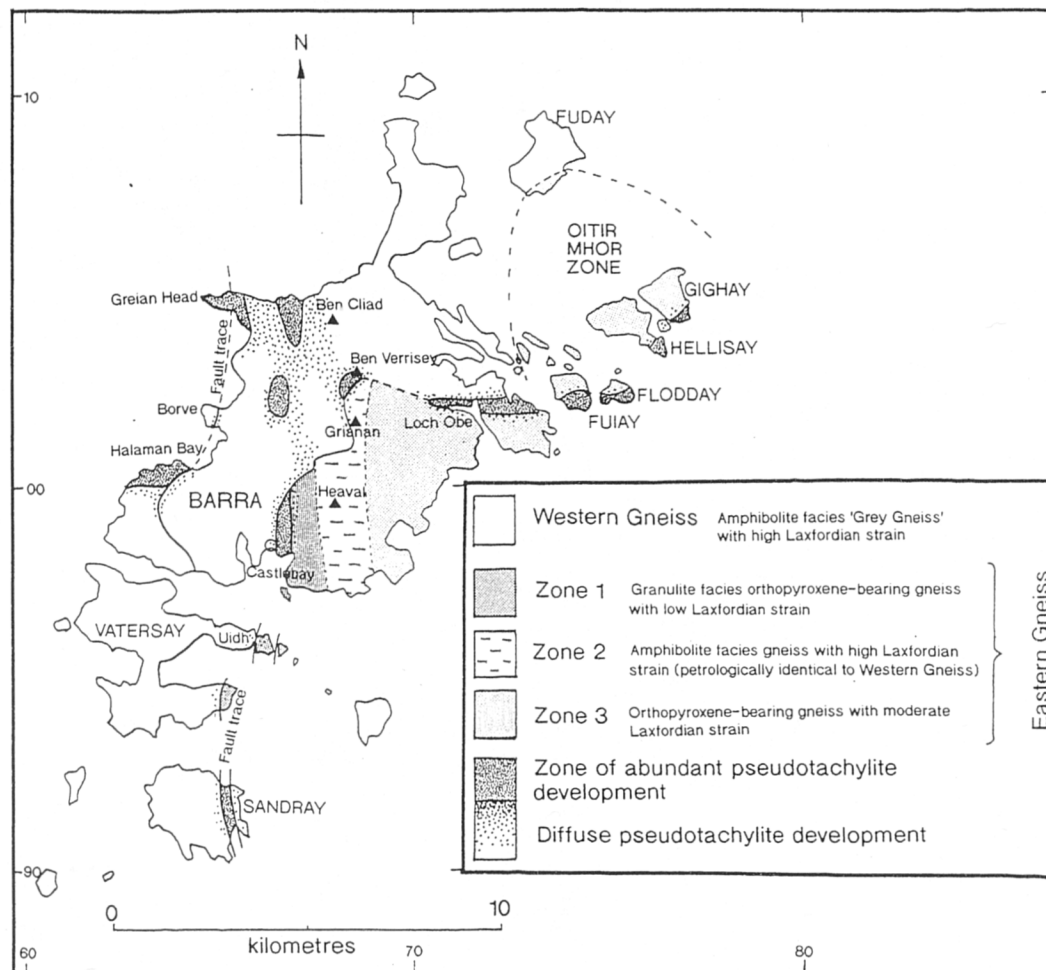 N
10
FUDAY
OITIR
MHOR
ZONE
GIGHAY
Greian Head
Ben Cliad
HELLISAY
Ben Verrisey
Fault trace
FLODDAY
Borve
Grianan
Loch Obe
FUIAY
Halaman Bay
00
BARRA
Heaval
Castlebay
VATERSAY
Uidh
Fault trace
SANDRAY
90
Western Gneiss
Amphibolite facies 'Grey Gneiss'
with high Laxfordian strain
Zone 1
Granulite facies orthopyroxene-bearing gneiss
with low Laxfordian strain
Zone 2
Amphibolite facies gneiss with high Laxfordian
strain (petrologically identical to Western Gneiss)
Zone 3
Orthopyroxene-bearing gneiss with moderate
Laxfordian strain
Eastern Gneiss
Zone of abundant pseudotachylite
development
Diffuse pseudotachylite development
0
10
kilometres
60
70
80